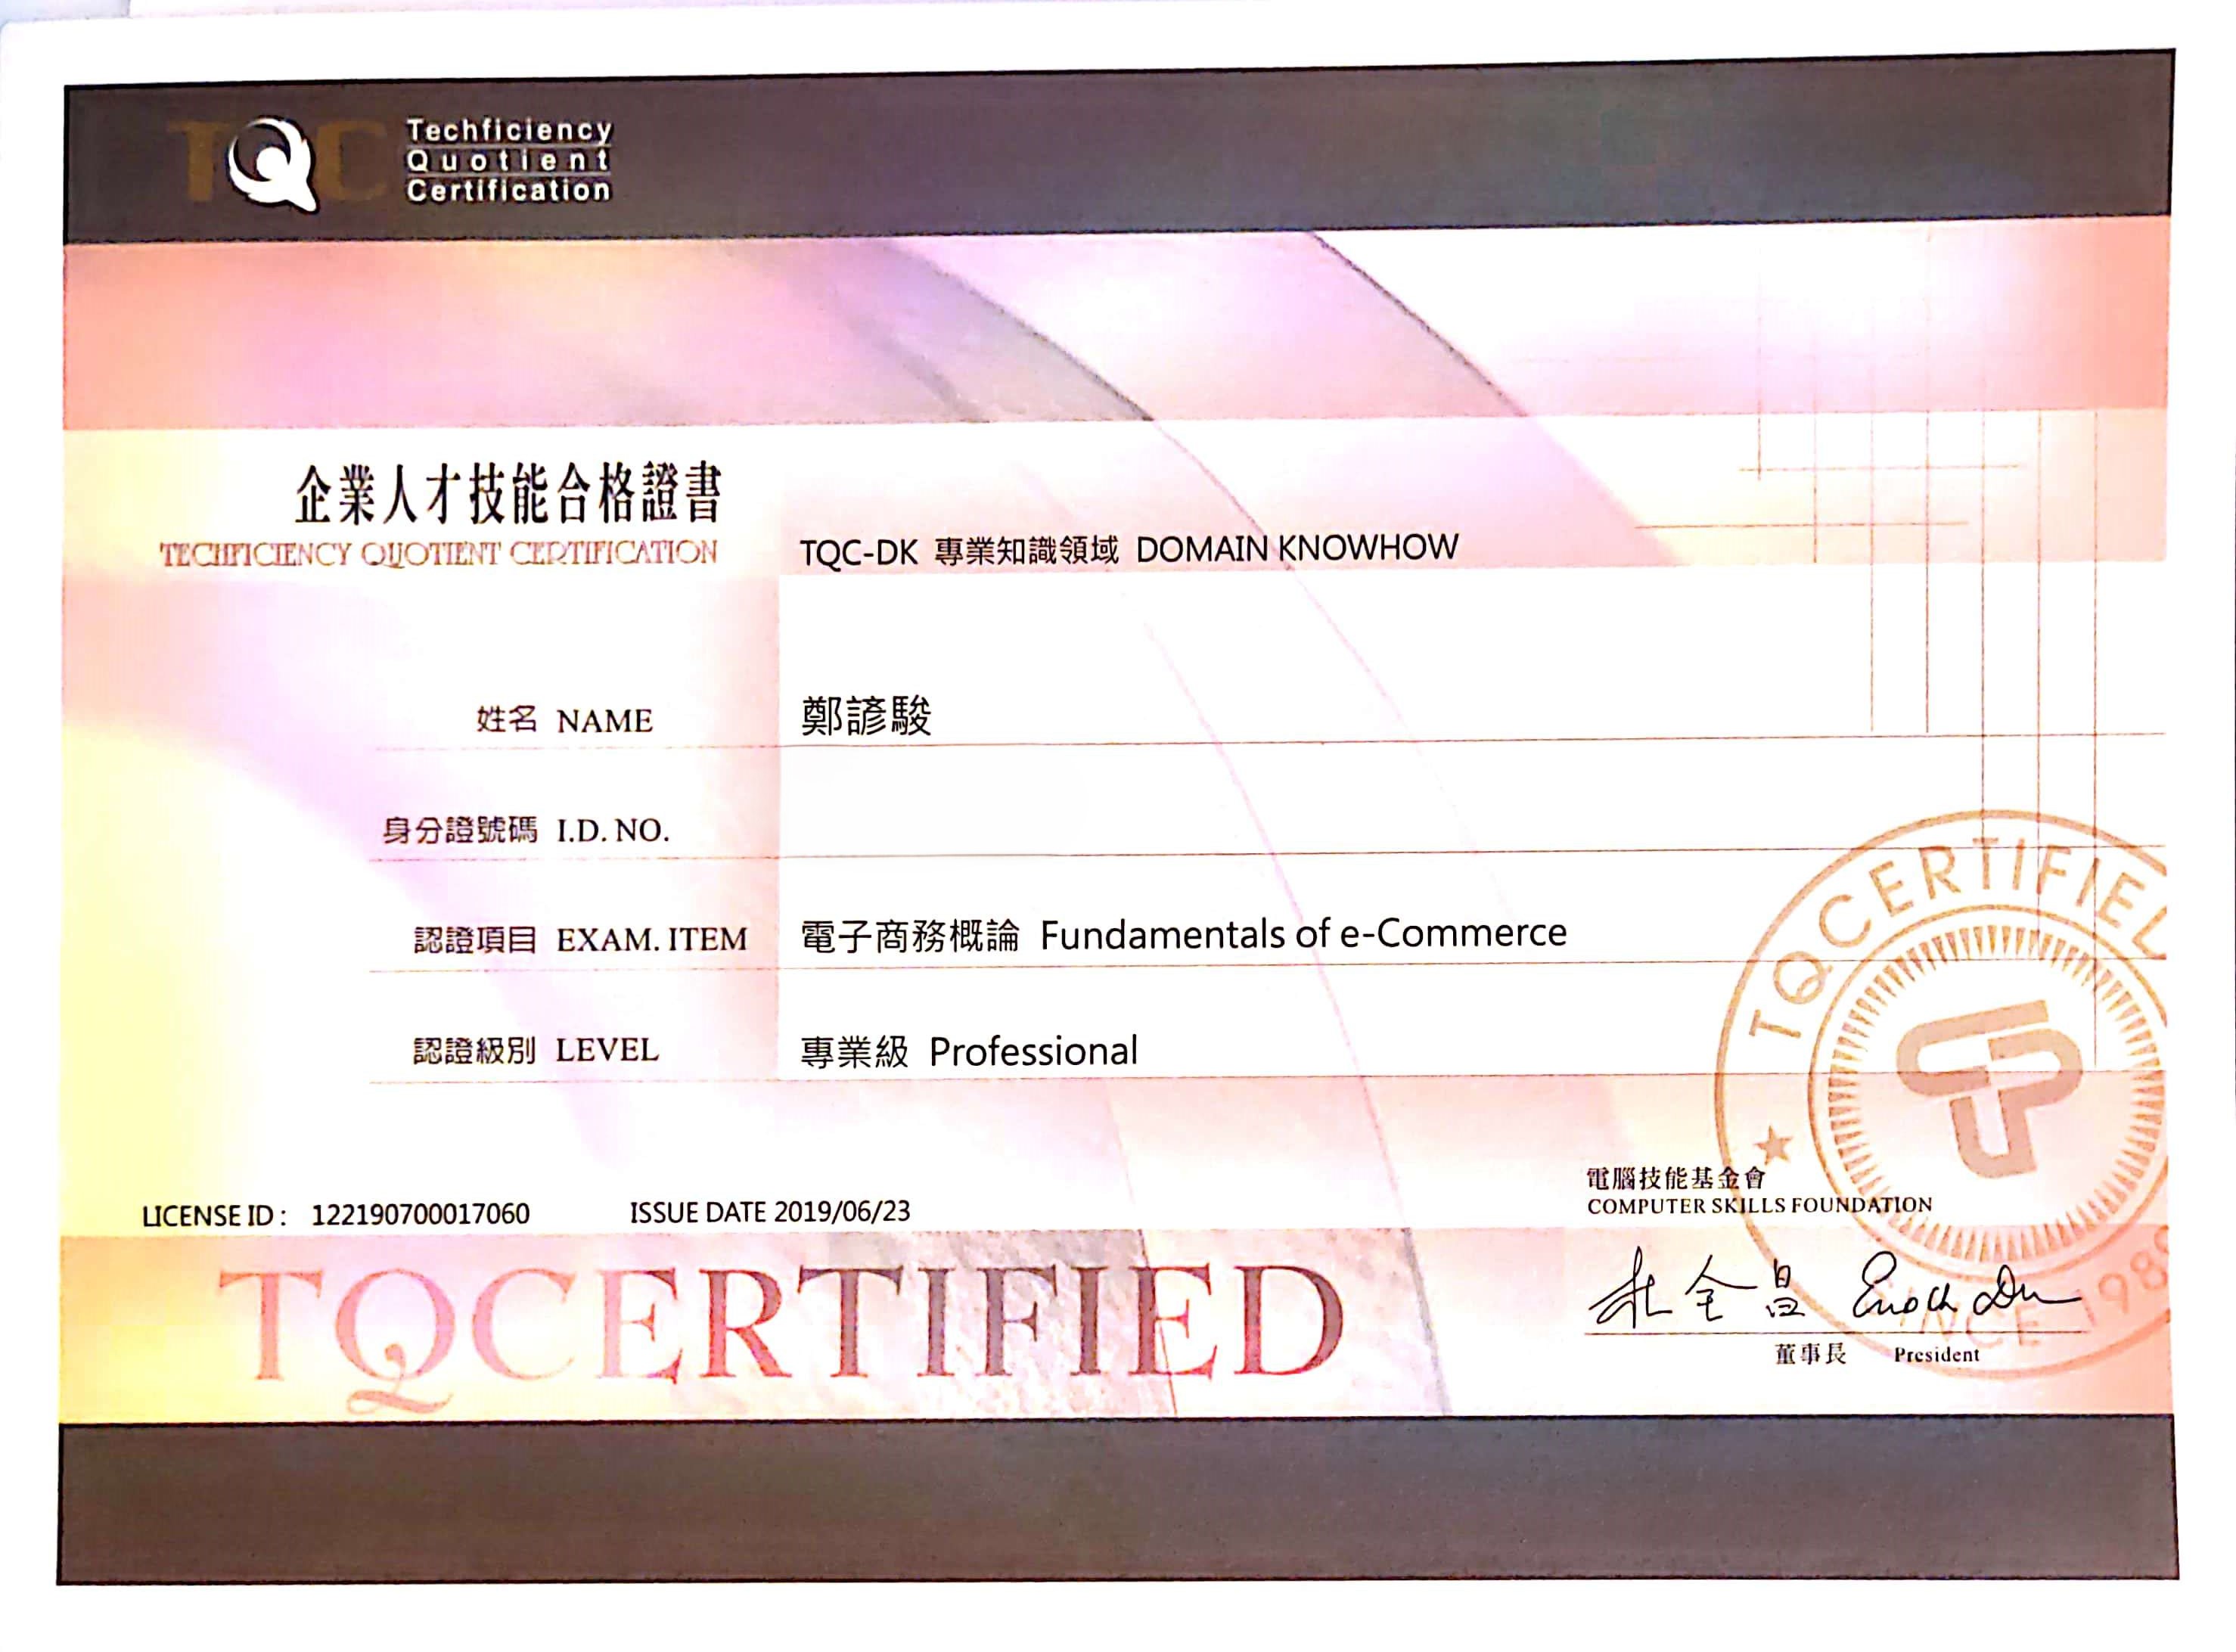 TQC
Techficiency
Quotient
Certification
企業人才技能合格證書
TECHFICIENCY QUOTIENT CERTIFICATION
TQC-DK 專業知識領域 DOMAIN KNOWHOW
姓名 NAME 鄭諺駿
身分證號碼 I.D. NO.
認證項目 EXAM. ITEM 電子商務概論 Fundamentals of e-Commerce
認證級別 LEVEL 專業級 Professional
TQCERTIFIED
LICENSE ID : 122190700017060 ISSUE DATE 2019/06/23
電腦技能基金會
COMPUTER SKILLS FOUNDATION
TQCERTIFIED
杜全昌 Enoch Du
董事長 President